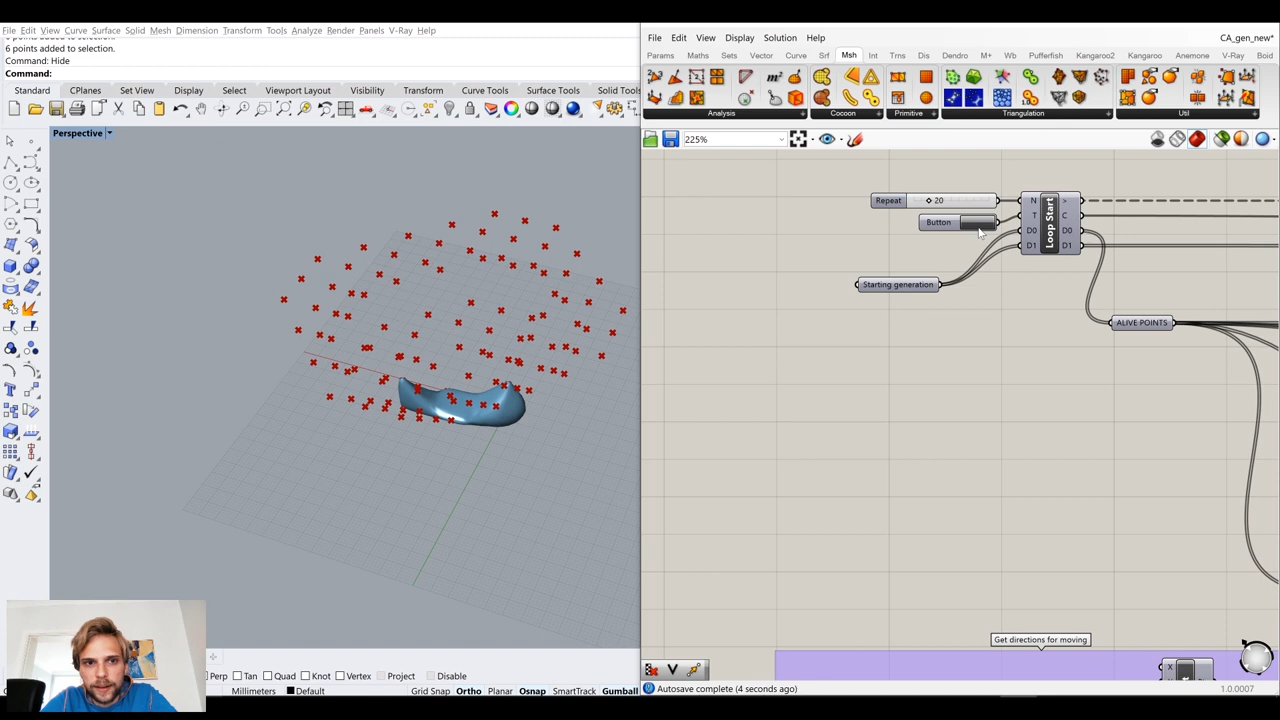 File Edit View Curve Surface Solid Mesh Dimension Transform Tools Analyze Render Panels V-Ray Help
6 points added to selection.
Command: Hide
Command:
Standard CPlanes Set View Display Select Viewport Layout Visibility Transform Curve Tools Surface Tools Solid Tools
Perspective
Perp Tan Quad Knot Vertex Project Disable
Millimeters Default Grid Snap Ortho Planar Osnap SmartTrack Gumball
File Edit View Display Solution Help CA_gen_new*
Params Maths Sets Vector Curve Srf Msh Int Trns Dis Dendro M+ Wb Pufferfish Kangaroo2 Kangaroo Anemone V-Ray Boid
Analysis Cocoon Primitive Triangulation Util
225%
Repeat 20
Button
N T D0 D1 Loop Start > C D0 D1
Starting generation
ALIVE POINTS
Get directions for moving
X
Autosave complete (4 seconds ago) 1.0.0007